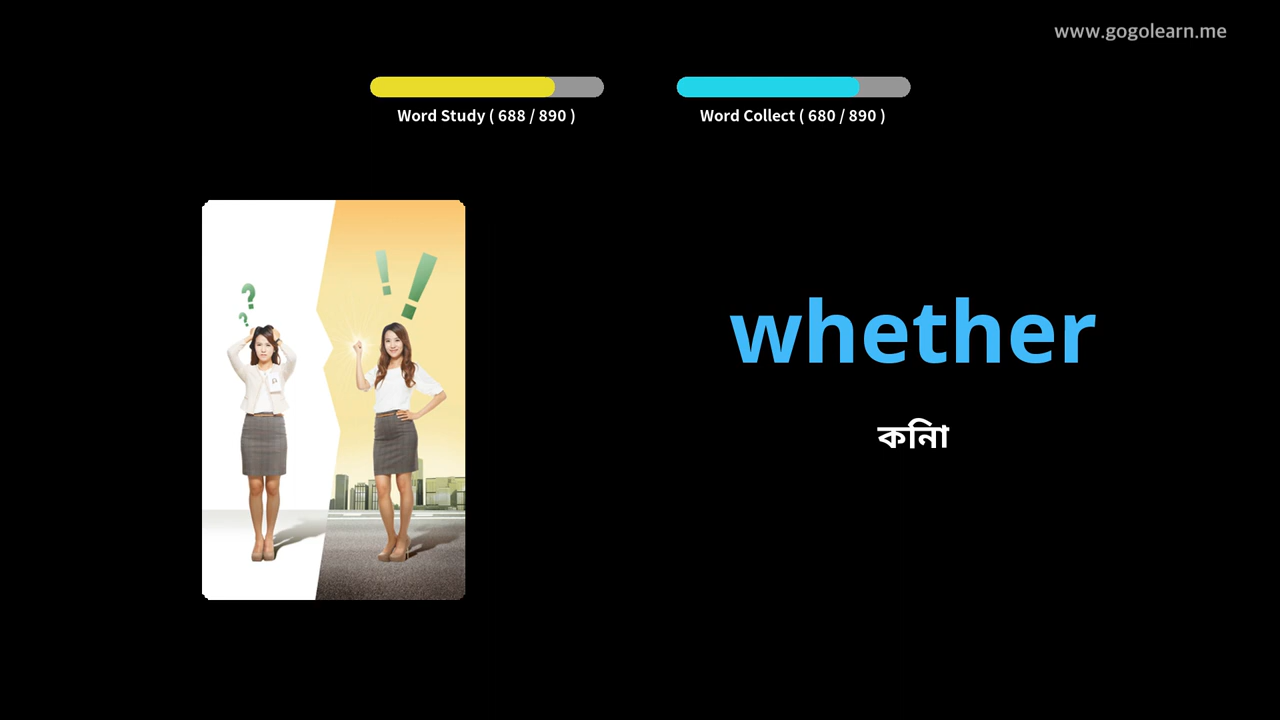 www.gogolearn.me
Word Study ( 688 / 890 )
Word Collect ( 680 / 890 )
? !!
?
whether
কিনা